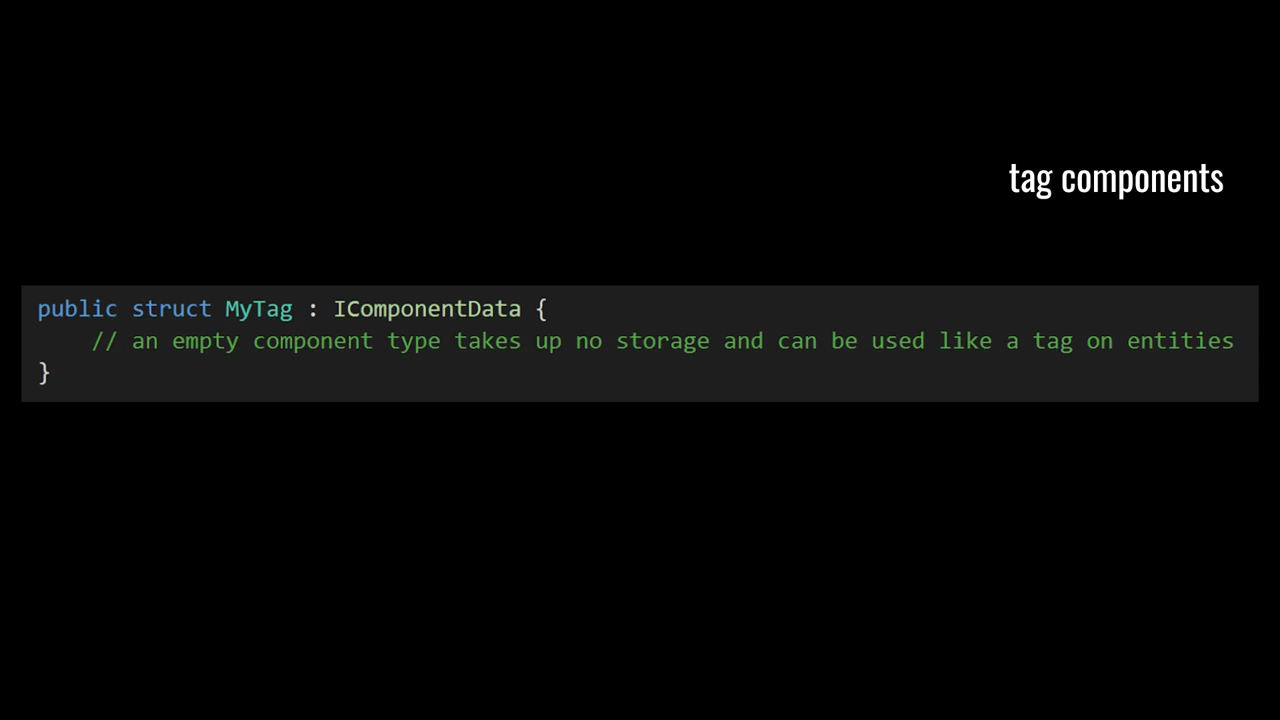 tag components
public struct MyTag : IComponentData {
    // an empty component type takes up no storage and can be used like a tag on entities
}